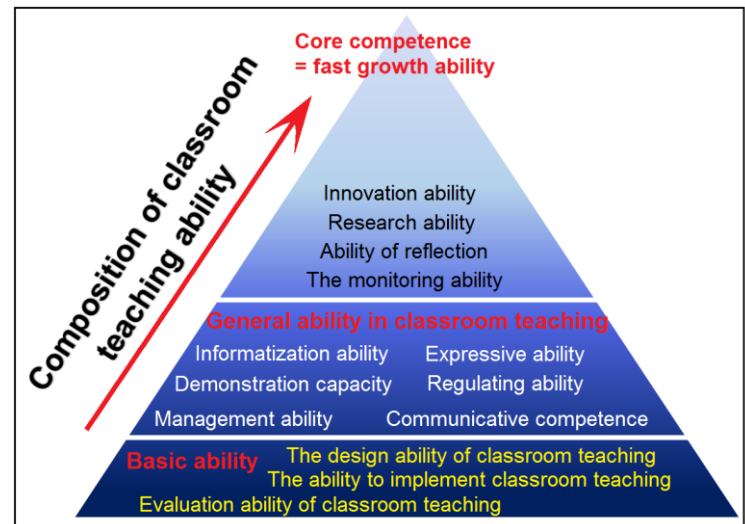 Composition of classroom
teaching ability
Core competence
= fast growth ability
Innovation ability
Research ability
Ability of reflection
The monitoring ability
General ability in classroom teaching
Informatization ability Expressive ability
Demonstration capacity Regulating ability
Management ability Communicative competence
Basic ability The design ability of classroom teaching
The ability to implement classroom teaching
Evaluation ability of classroom teaching